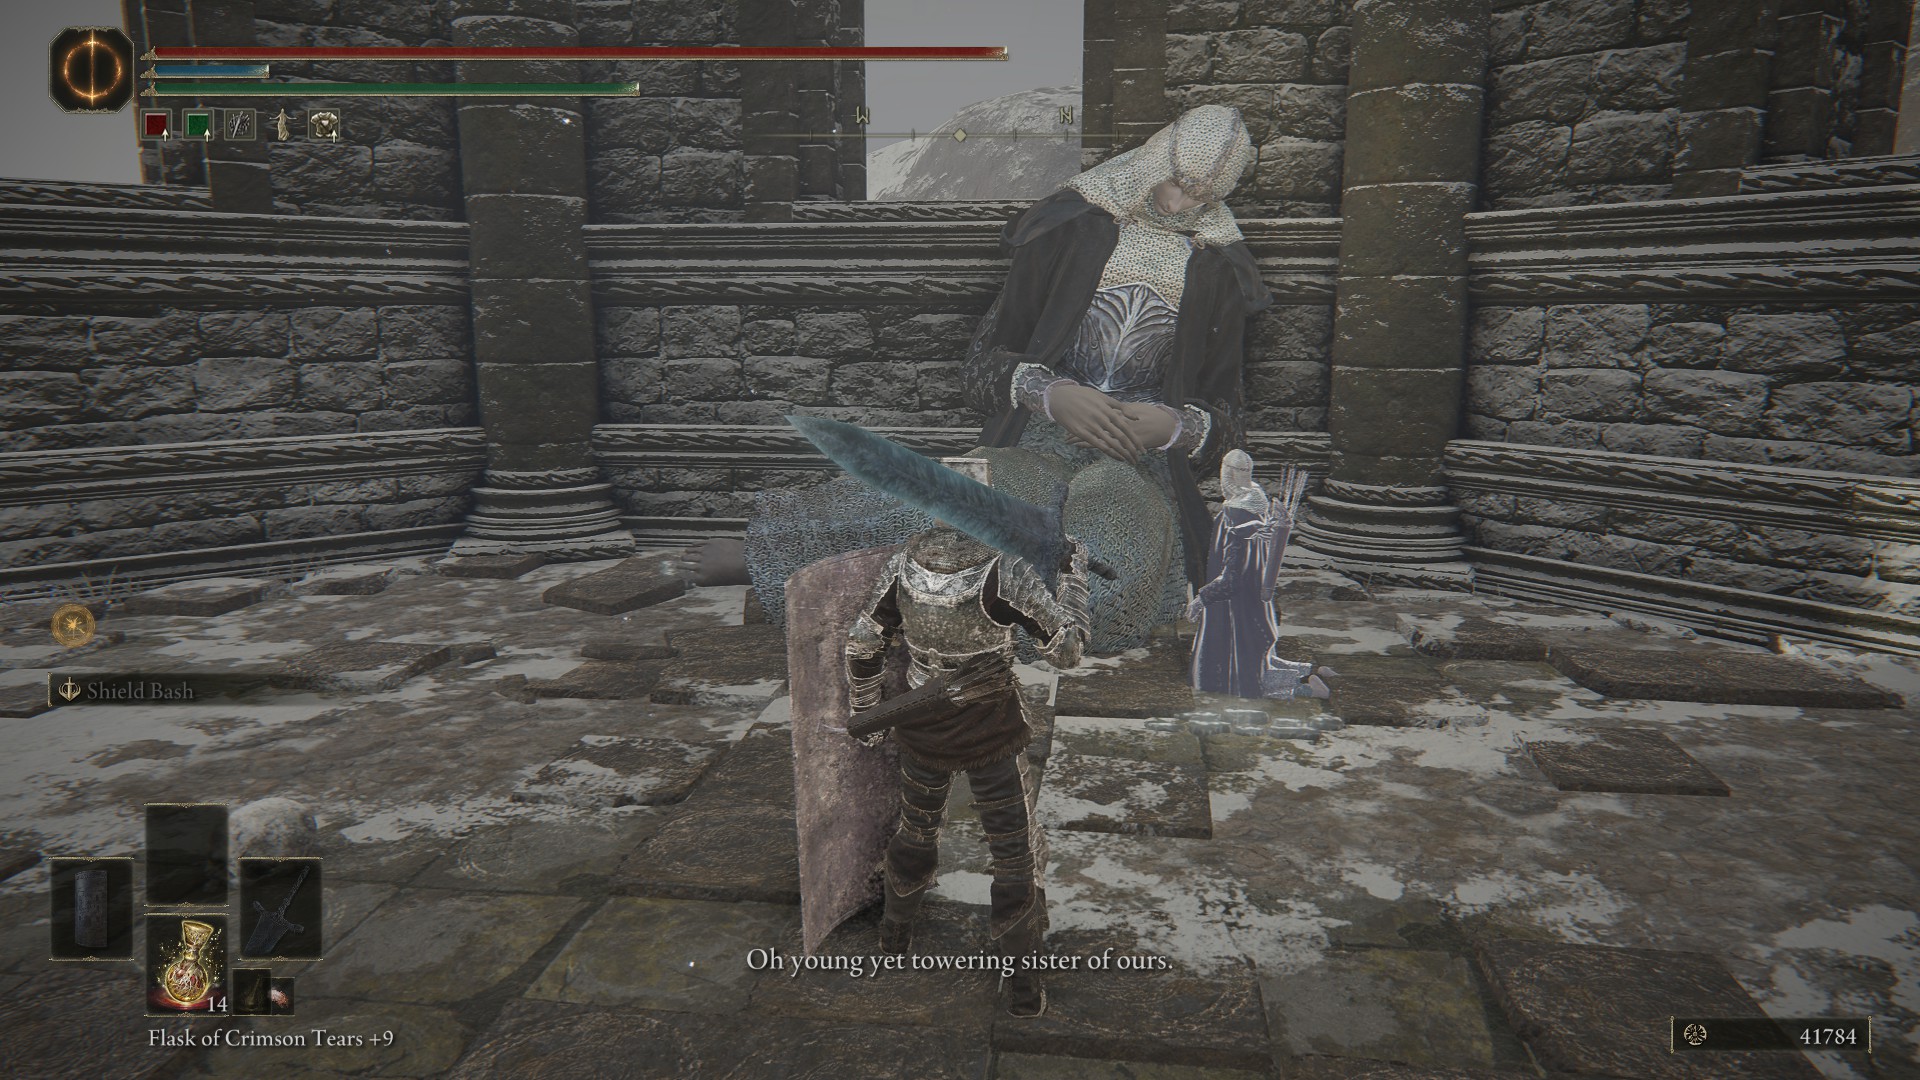 W
N
Shield Bash
Oh young yet towering sister of ours.
14
Flask of Crimson Tears +9
41784